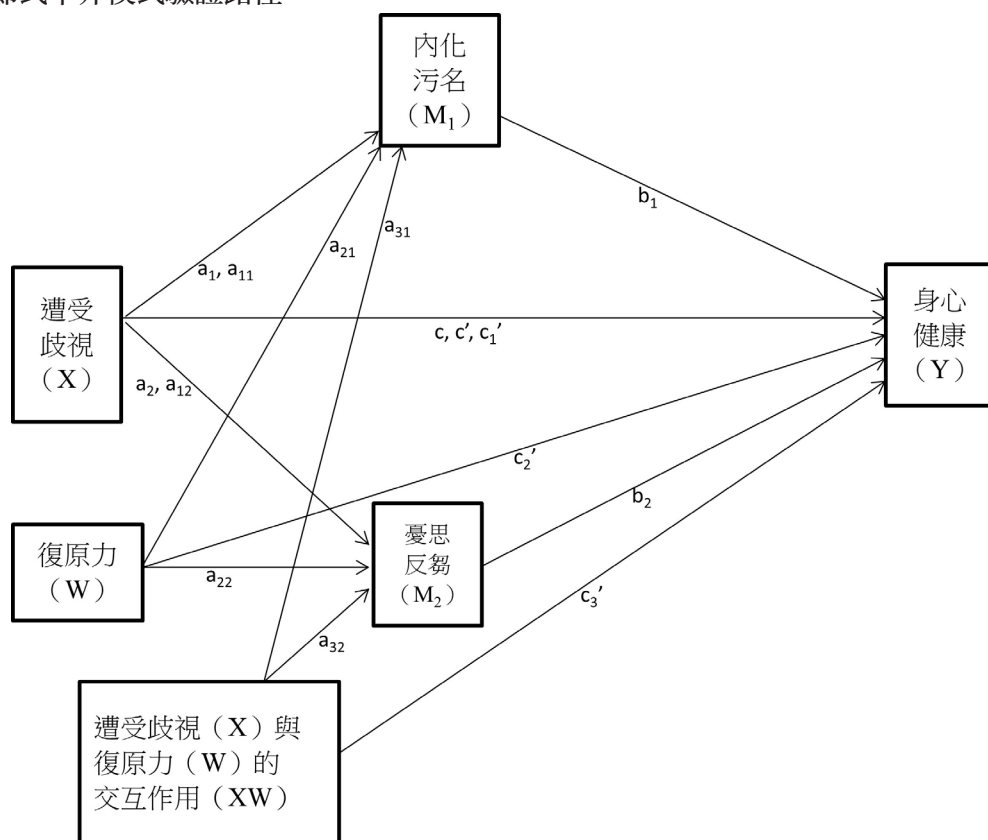 內化
污名
（M₁）
b₁
a₂₁
a₃₁
a₁, a₁₁
遭受
歧視
（X）
c, c’, c₁’
身心
健康
（Y）
a₂, a₁₂
c₂’
b₂
復原力
（W）
a₂₂
憂思
反芻
（M₂）
c₃’
a₃₂
遭受歧視（X）與
復原力（W）的
交互作用（XW）